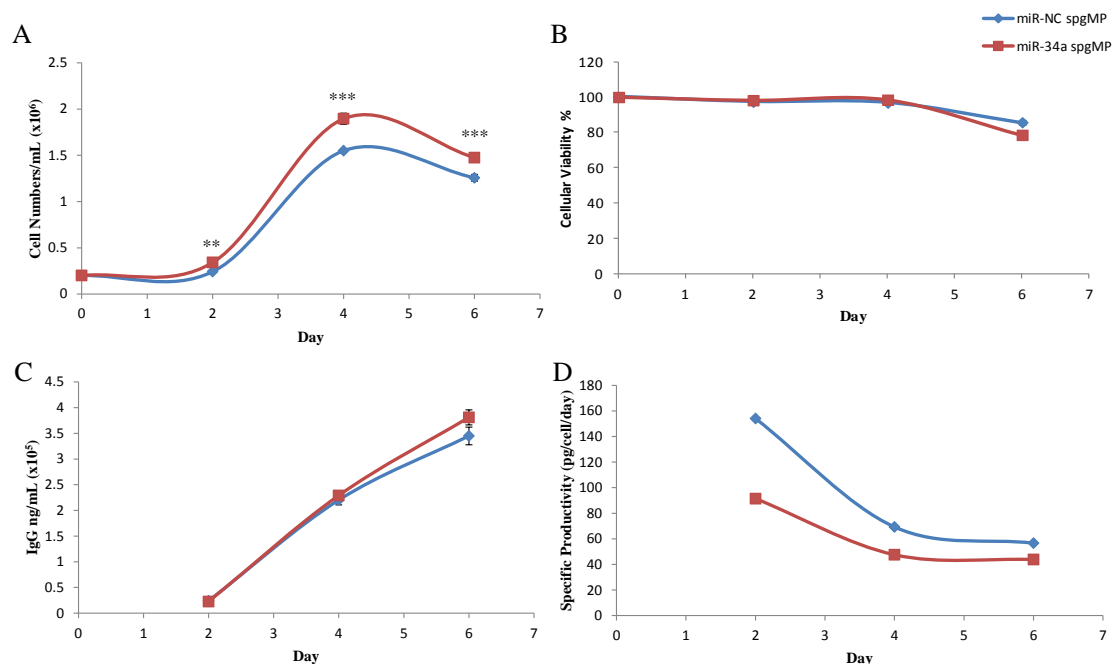 miR-NC spgMP
miR-34a spgMP
A
Cell Numbers/mL (x10⁶)
2.5
2
1.5
1
0.5
0
**
***
***
0 1 2 3 4 5 6 7
Day
B
Cellular Viability %
120
100
80
60
40
20
0
0 1 2 3 4 5 6 7
Day
C
IgG ng/mL (x10⁵)
4.5
4
3.5
3
2.5
2
1.5
1
0.5
0
0 1 2 3 4 5 6 7
Day
D
Specific Productivity (pg/cell/day)
180
160
140
120
100
80
60
40
20
0
0 1 2 3 4 5 6 7
Day